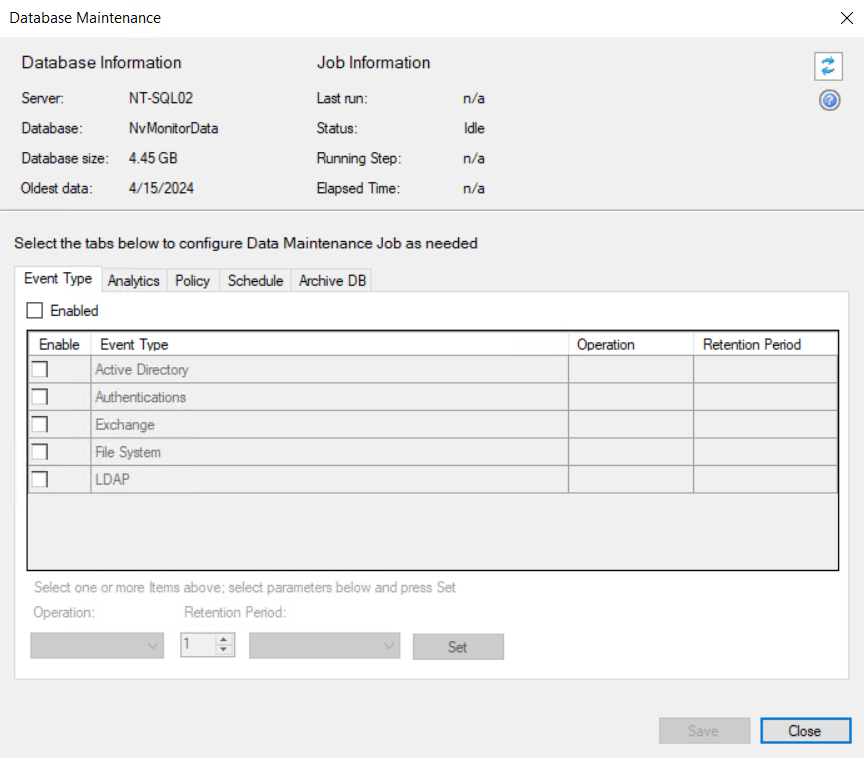 Database Maintenance
Database Information
Job Information
Server: NT-SQL02
Last run: n/a
Database: NvMonitorData
Status: Idle
Database size: 4.45 GB
Running Step: n/a
Oldest data: 4/15/2024
Elapsed Time: n/a
Select the tabs below to configure Data Maintenance Job as needed
Event Type Analytics Policy Schedule Archive DB
Enabled
Enable Event Type Operation Retention Period
Active Directory
Authentications
Exchange
File System
LDAP
Select one or more Items above; select parameters below and press Set
Operation: Retention Period:
1 Set
Save Close